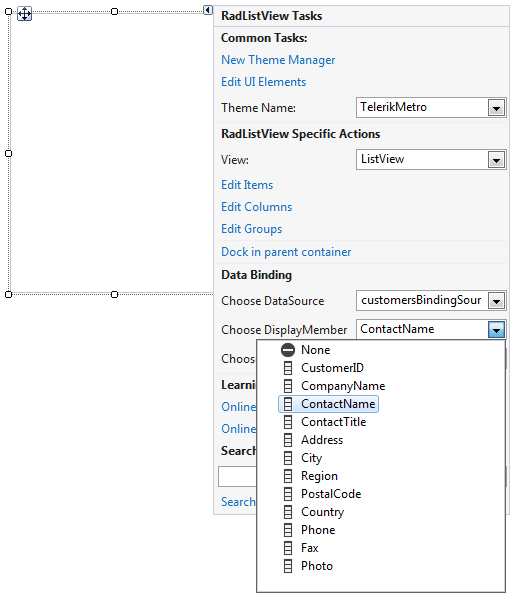 RadListView Tasks
Common Tasks:
New Theme Manager
Edit UI Elements
Theme Name: TelerikMetro
RadListView Specific Actions
View: ListView
Edit Items
Edit Columns
Edit Groups
Dock in parent container
Data Binding
Choose DataSource customersBindingSour
Choose DisplayMember ContactName
Choos
None
CustomerID
CompanyName
ContactName
ContactTitle
Address
City
Region
PostalCode
Country
Phone
Fax
Photo
Learni
Online
Online
Search
Search